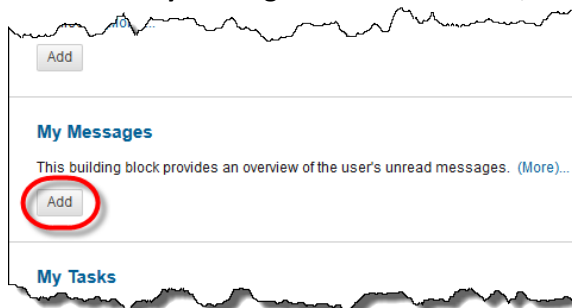 Add
My Messages
This building block provides an overview of the user's unread messages. (More)...
Add
My Tasks